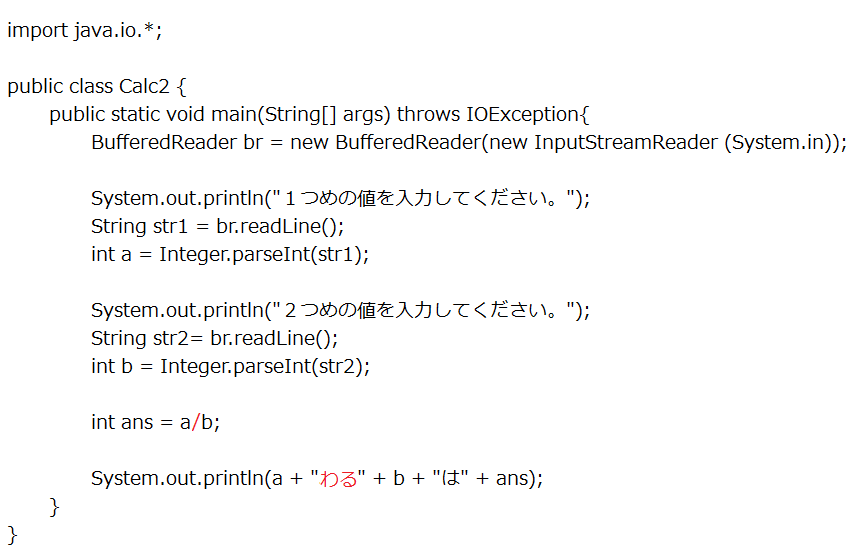 import java.io.*;
public class Calc2 {
public static void main(String[] args) throws IOException{
BufferedReader br = new BufferedReader(new InputStreamReader (System.in));
System.out.println("１つめの値を入力してください。");
String str1 = br.readLine();
int a = Integer.parseInt(str1);
System.out.println("２つめの値を入力してください。");
String str2= br.readLine();
int b = Integer.parseInt(str2);
int ans = a/b;
System.out.println(a + "わる" + b + "は" + ans);
}
}